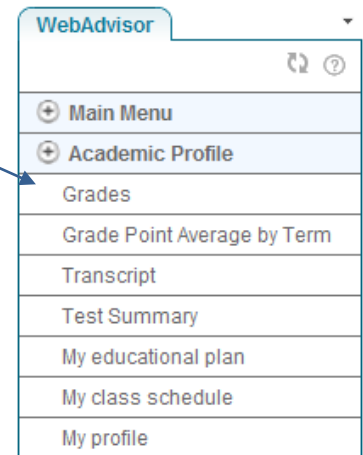 WebAdvisor
Main Menu
Academic Profile
Grades
Grade Point Average by Term
Transcript
Test Summary
My educational plan
My class schedule
My profile